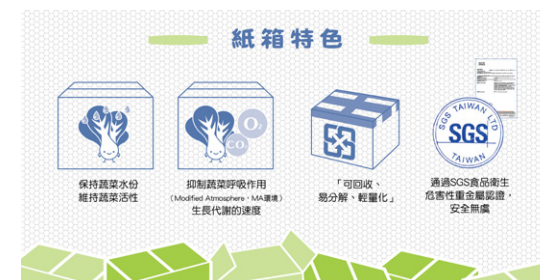 紙箱特色
O₂
CO₂
SGS
SGS TAIWAN LTD
SGS
TAIWAN
保持蔬菜水份
維持蔬菜活性
抑制蔬菜呼吸作用
(Modified Atmosphere,MA環境)
生長代謝的速度
「可回收、
易分解、輕量化」
通過SGS食品衛生
危害性重金屬認證,
安全無虞